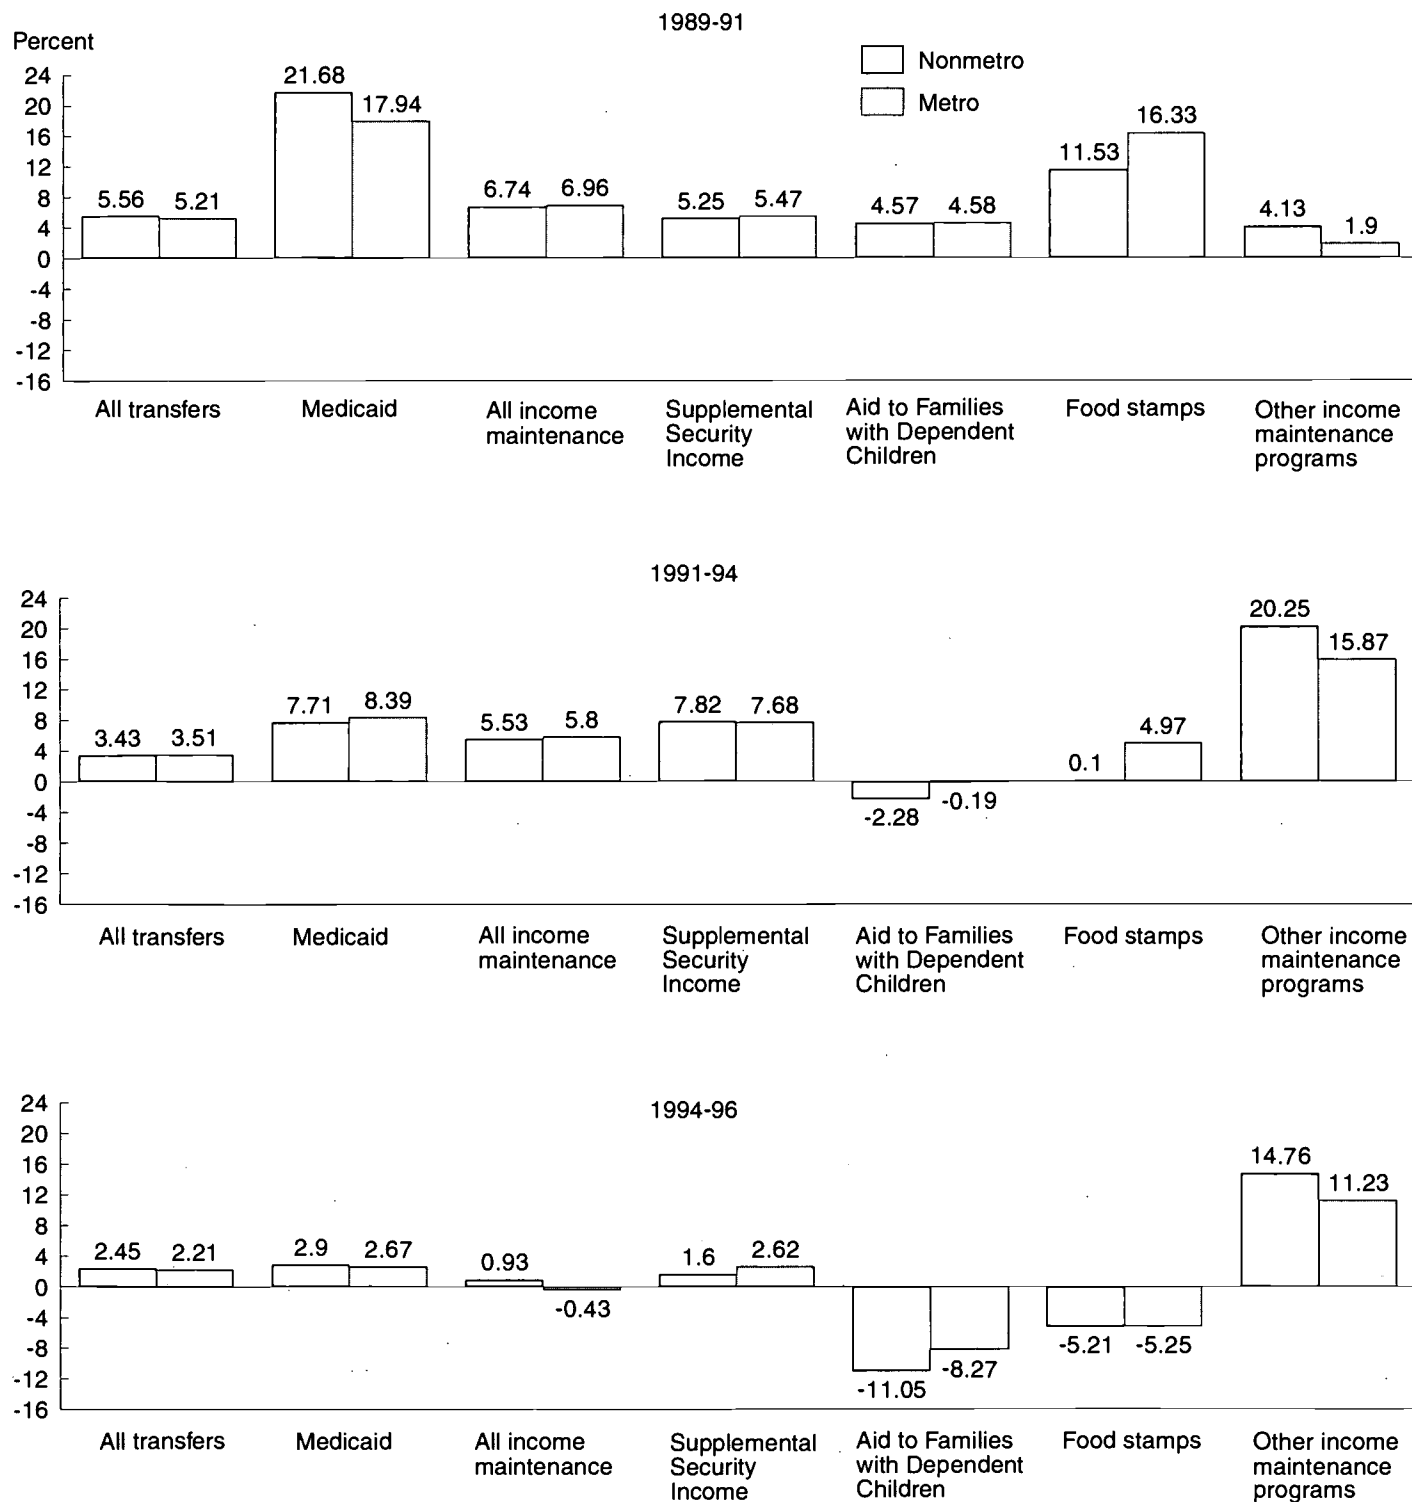 1989-91
Percent
Nonmetro
Metro
24
20
16
12
8
4
0
-4
-8
-12
-16
5.56
5.21
21.68
17.94
6.74
6.96
5.25
5.47
4.57
4.58
11.53
16.33
4.13
1.9
All transfers
Medicaid
All income
maintenance
Supplemental
Security
Income
Aid to Families
with Dependent
Children
Food stamps
Other income
maintenance
programs
1991-94
24
20
16
12
8
4
0
-4
-8
-12
-16
3.43
3.51
7.71
8.39
5.53
5.8
7.82
7.68
-2.28
-0.19
0.1
4.97
20.25
15.87
All transfers
Medicaid
All income
maintenance
Supplemental
Security
Income
Aid to Families
with Dependent
Children
Food stamps
Other income
maintenance
programs
1994-96
24
20
16
12
8
4
0
-4
-8
-12
-16
2.45
2.21
2.9
2.67
0.93
-0.43
1.6
2.62
-11.05
-8.27
-5.21
-5.25
14.76
11.23
All transfers
Medicaid
All income
maintenance
Supplemental
Security
Income
Aid to Families
with Dependent
Children
Food stamps
Other income
maintenance
programs